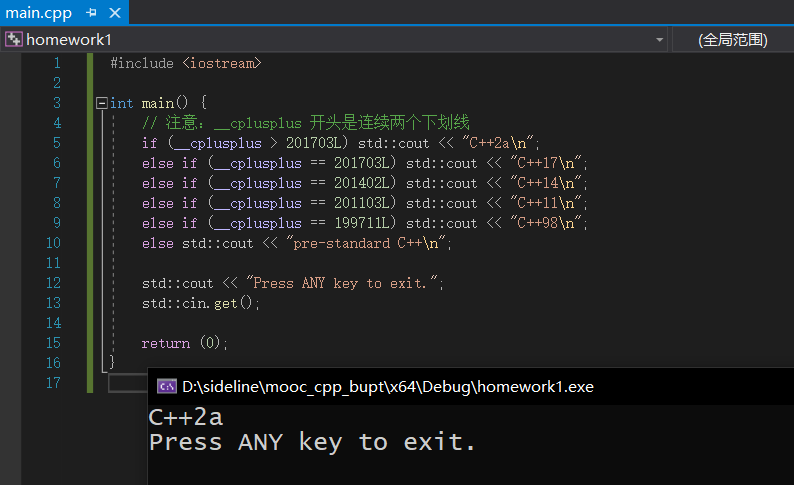 main.cpp
homework1 (全局范围)
1 #include <iostream>
2
3 int main() {
4 // 注意: __cplusplus 开头是连续两个下划线
5 if (__cplusplus > 201703L) std::cout << "C++2a\n";
6 else if (__cplusplus == 201703L) std::cout << "C++17\n";
7 else if (__cplusplus == 201402L) std::cout << "C++14\n";
8 else if (__cplusplus == 201103L) std::cout << "C++11\n";
9 else if (__cplusplus == 199711L) std::cout << "C++98\n";
10 else std::cout << "pre-standard C++\n";
11
12 std::cout << "Press ANY key to exit.";
13 std::cin.get();
14
15 return (0);
16 }
17
C:\ D:\sideline\mooc_cpp_bupt\x64\Debug\homework1.exe
C++2a
Press ANY key to exit.